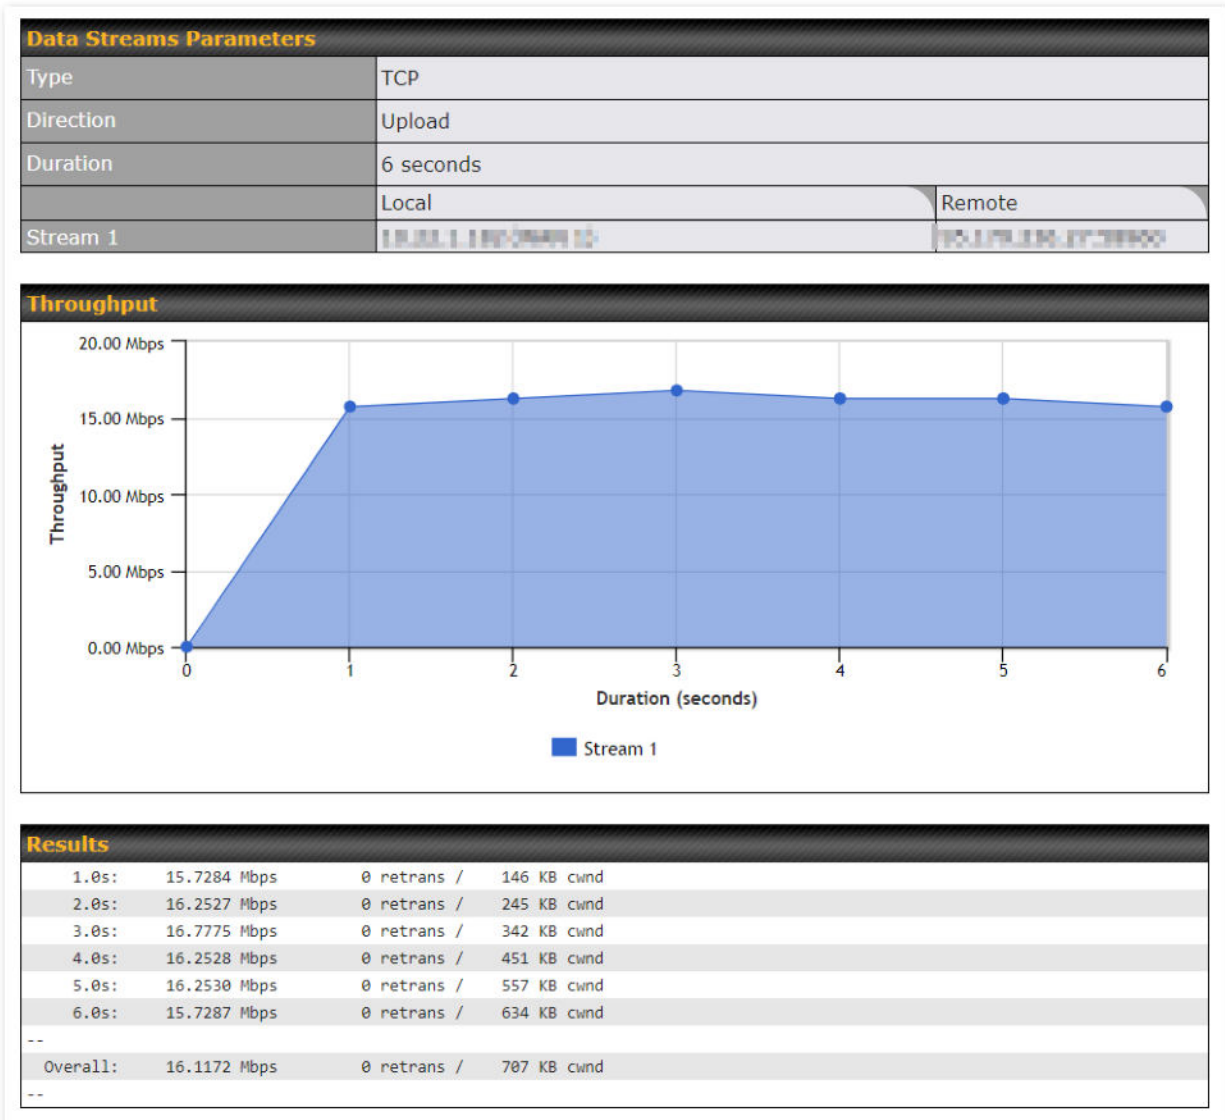 Data Streams Parameters
Type TCP
Direction Upload
Duration 6 seconds
Local Remote
Stream 1
Throughput
20.00 Mbps
15.00 Mbps
10.00 Mbps
5.00 Mbps
0.00 Mbps
Throughput
0 1 2 3 4 5 6
Duration (seconds)
Stream 1
Results
1.0s: 15.7284 Mbps 0 retrans / 146 KB cwnd
2.0s: 16.2527 Mbps 0 retrans / 245 KB cwnd
3.0s: 16.7775 Mbps 0 retrans / 342 KB cwnd
4.0s: 16.2528 Mbps 0 retrans / 451 KB cwnd
5.0s: 16.2530 Mbps 0 retrans / 557 KB cwnd
6.0s: 15.7287 Mbps 0 retrans / 634 KB cwnd
--
Overall: 16.1172 Mbps 0 retrans / 707 KB cwnd
--